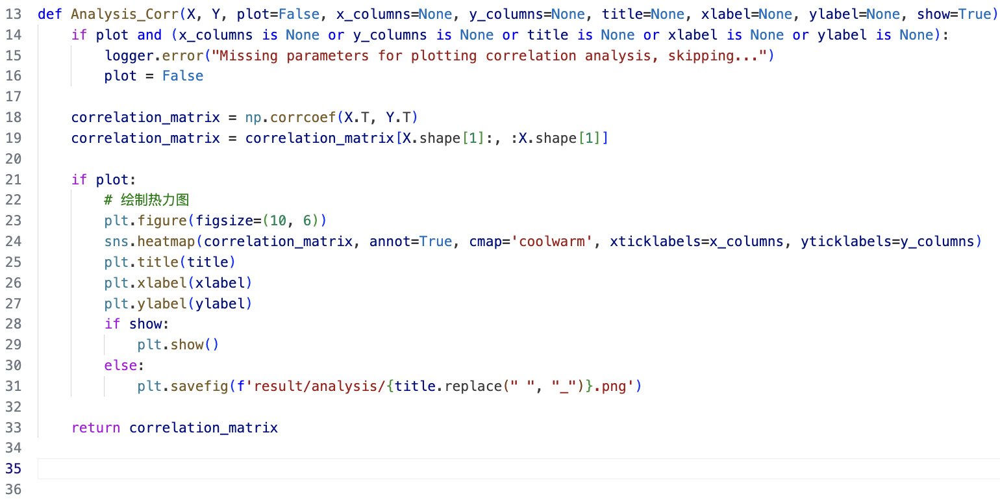 13 def Analysis_Corr(X, Y, plot=False, x_columns=None, y_columns=None, title=None, xlabel=None, ylabel=None, show=True)
14     if plot and (x_columns is None or y_columns is None or title is None or xlabel is None or ylabel is None):
15         logger.error("Missing parameters for plotting correlation analysis, skipping...")
16         plot = False
17
18     correlation_matrix = np.corrcoef(X.T, Y.T)
19     correlation_matrix = correlation_matrix[X.shape[1]:, :X.shape[1]]
20
21     if plot:
22         # 绘制热力图
23         plt.figure(figsize=(10, 6))
24         sns.heatmap(correlation_matrix, annot=True, cmap='coolwarm', xticklabels=x_columns, yticklabels=y_columns)
25         plt.title(title)
26         plt.xlabel(xlabel)
27         plt.ylabel(ylabel)
28         if show:
29             plt.show()
30         else:
31             plt.savefig(f'result/analysis/{title.replace(" ", "_")}.png')
32
33     return correlation_matrix
34
35
36